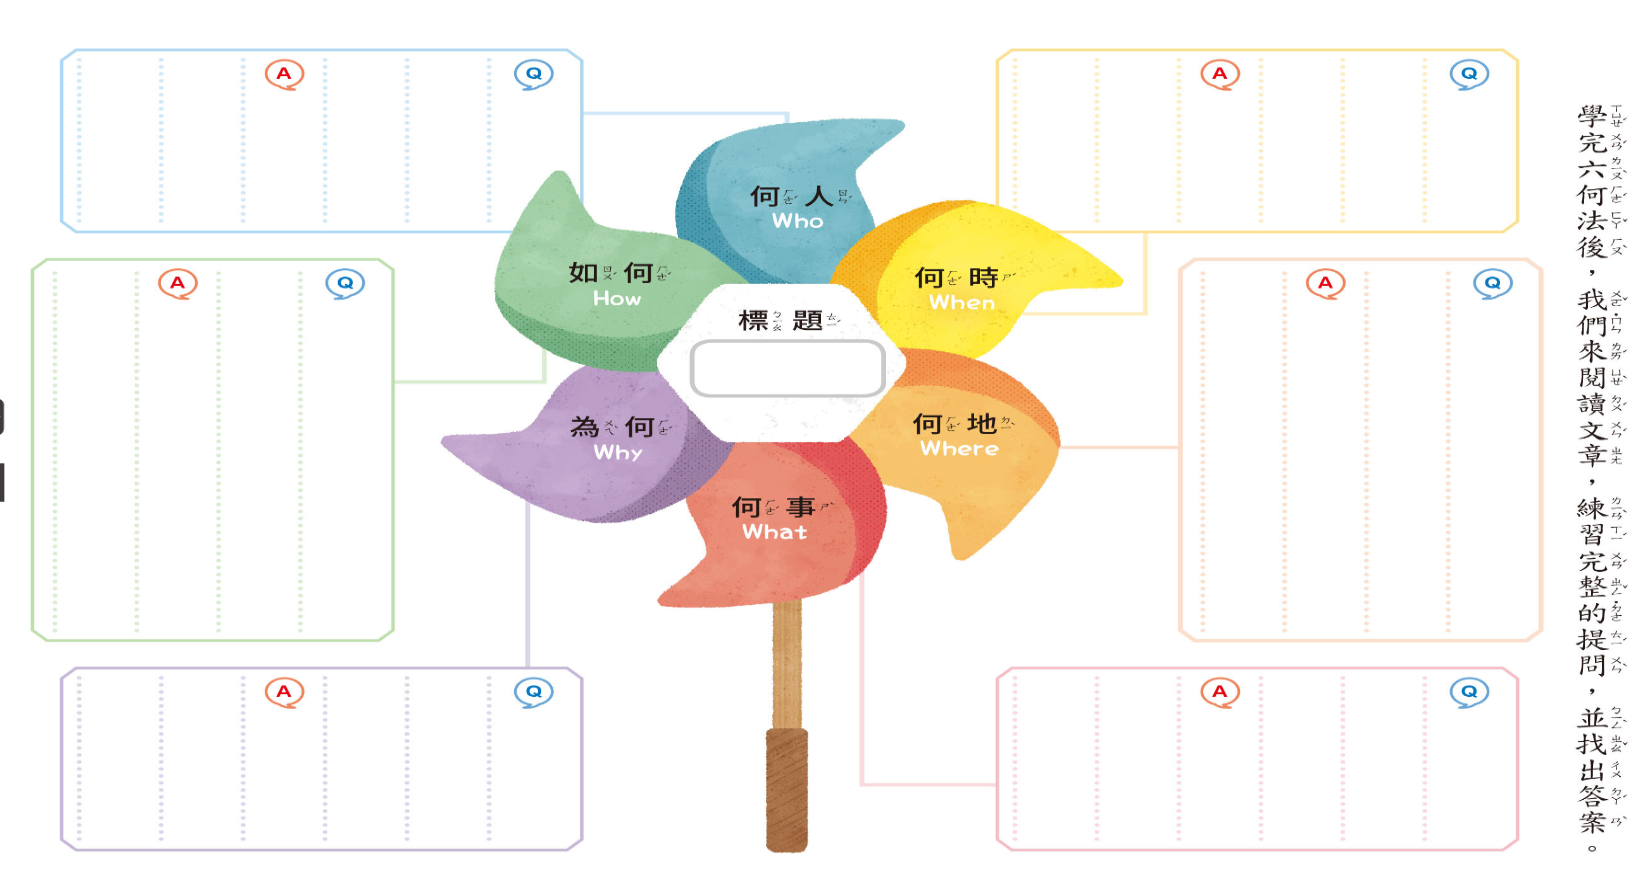 學完六何法後，我們來閱讀文章，練習完整的提問，並找出答案。
標題
何人
Who
何時
When
何地
Where
何事
What
為何
Why
如何
How
Q
A
Q
A
Q
A
Q
A
Q
A
Q
A